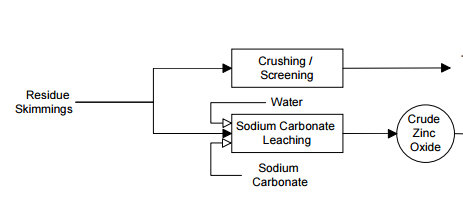 Crushing /
Screening
Residue
Skimmings
Water
Sodium Carbonate
Leaching
Crude
Zinc
Oxide
Sodium
Carbonate